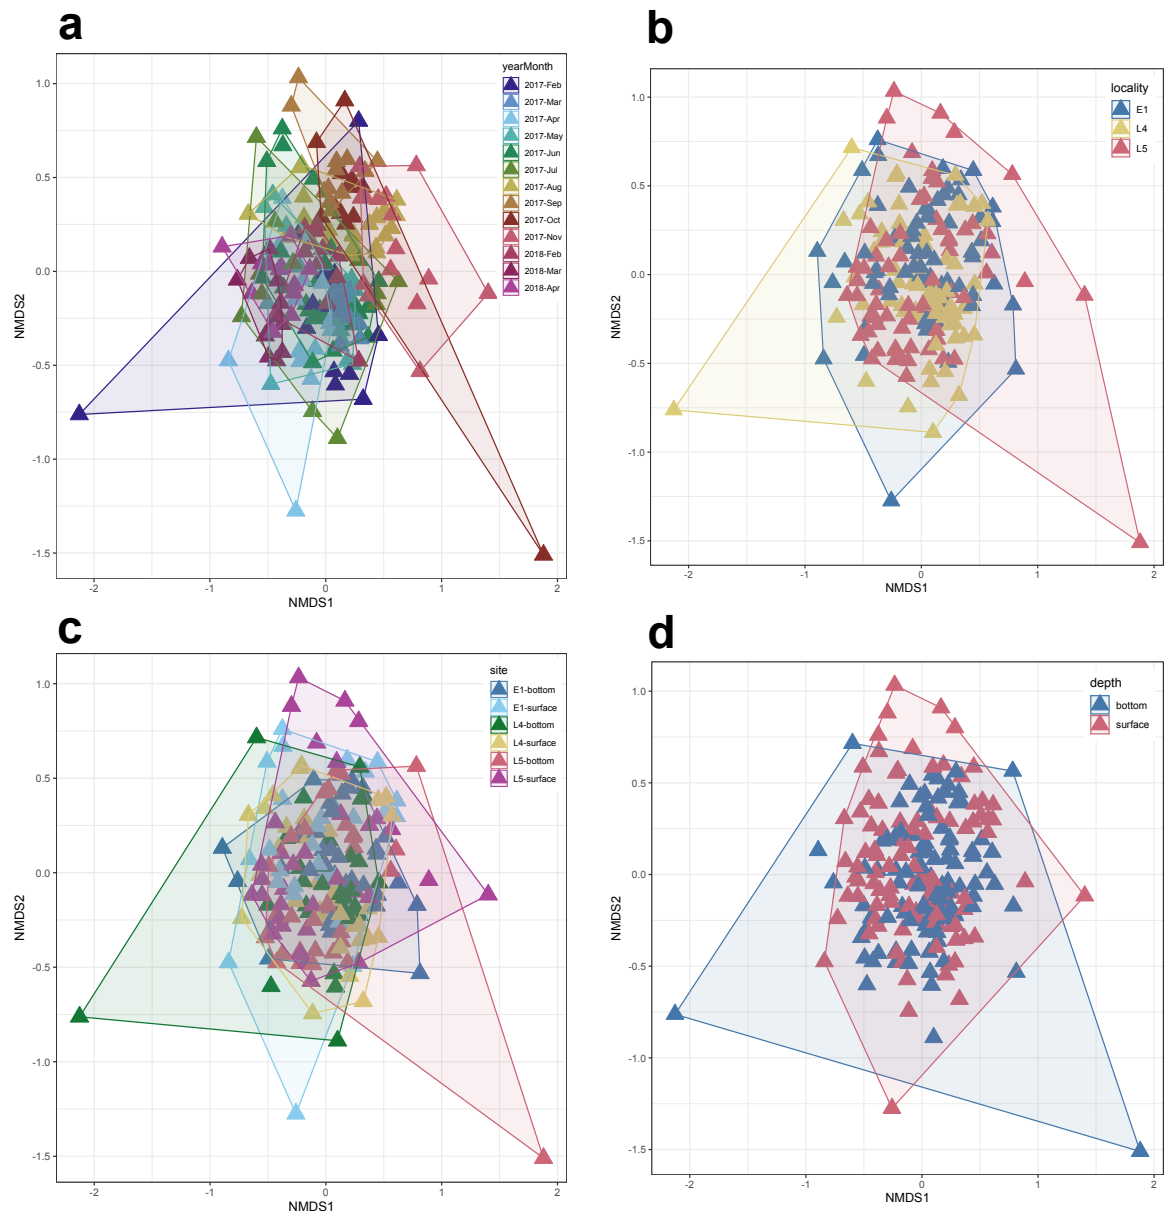 a
yearMonth
2017-Feb
2017-Mar
2017-Apr
2017-May
2017-Jun
2017-Jul
2017-Aug
2017-Sep
2017-Oct
2017-Nov
2018-Feb
2018-Mar
2018-Apr
1.0
0.5
0.0
-0.5
-1.0
-1.5
NMDS2
-2 -1 0 1 2
NMDS1
b
locality
E1
L4
L5
1.0
0.5
0.0
-0.5
-1.0
-1.5
NMDS2
-2 -1 0 1 2
NMDS1
c
site
E1-bottom
E1-surface
L4-bottom
L4-surface
L5-bottom
L5-surface
1.0
0.5
0.0
-0.5
-1.0
-1.5
NMDS2
-2 -1 0 1 2
NMDS1
d
depth
bottom
surface
1.0
0.5
0.0
-0.5
-1.0
-1.5
NMDS2
-2 -1 0 1 2
NMDS1